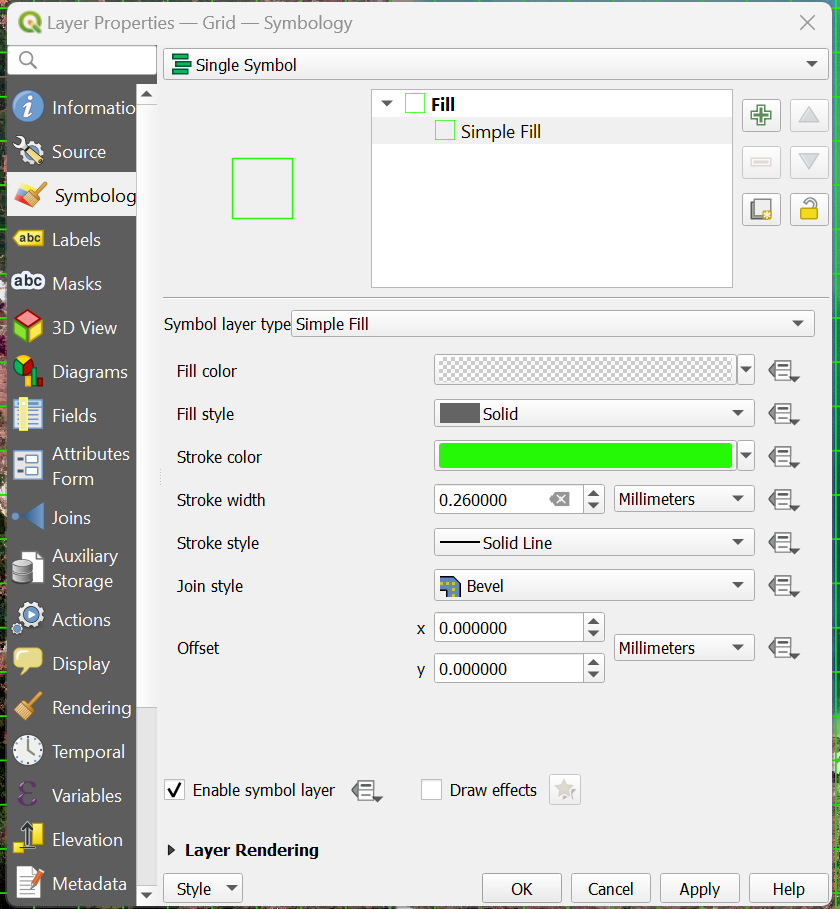 Layer Properties — Grid — Symbology
Single Symbol
Informatio
Source
Symbolog
Labels
Masks
3D View
Diagrams
Fields
Attributes
Form
Joins
Auxiliary
Storage
Actions
Display
Rendering
Temporal
Variables
Elevation
Metadata
Fill
Simple Fill
Symbol layer type Simple Fill
Fill color
Fill style Solid
Stroke color
Stroke width 0.260000 Millimeters
Stroke style Solid Line
Join style Bevel
Offset x 0.000000 Millimeters
y 0.000000
Enable symbol layer Draw effects
Layer Rendering
Style OK Cancel Apply Help
abc
abc